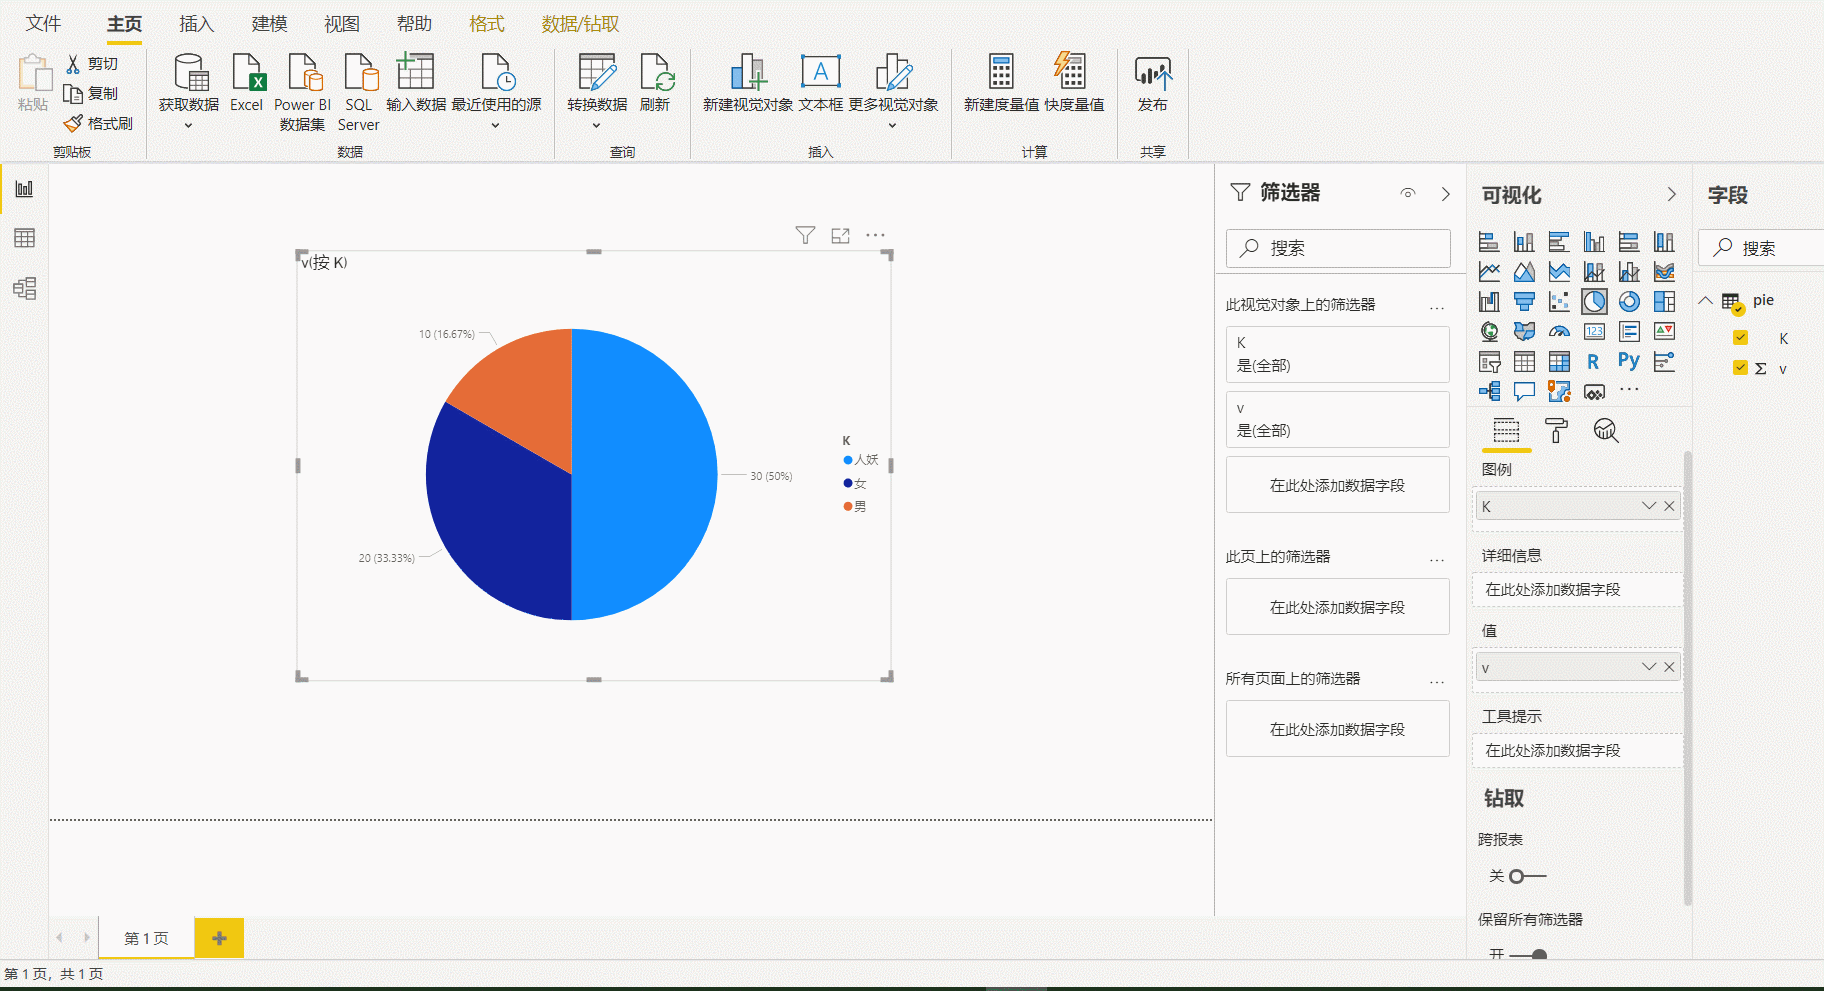 文件 主页 插入 建模 视图 帮助 格式 数据/钻取
粘贴
剪切
复制
格式刷
剪贴板
获取数据 Excel Power BI 数据集 SQL Server 输入数据 最近使用的源
数据
转换数据 刷新
查询
新建视觉对象 文本框 更多视觉对象
插入
新建度量值 快度量值
计算
发布
共享
v(按 K)
10 (16.67%)
30 (50%)
20 (33.33%)
K
人妖
女
男
筛选器
搜索
此视觉对象上的筛选器 ...
K
是(全部)
v
是(全部)
在此处添加数据字段
此页上的筛选器 ...
在此处添加数据字段
所有页面上的筛选器 ...
在此处添加数据字段
可视化
123
R Py
图例
K
详细信息
在此处添加数据字段
值
v
工具提示
在此处添加数据字段
钻取
跨报表
关
保留所有筛选器
开
字段
搜索
pie
K
Σ v
第 1 页
第 1 页，共 1 页